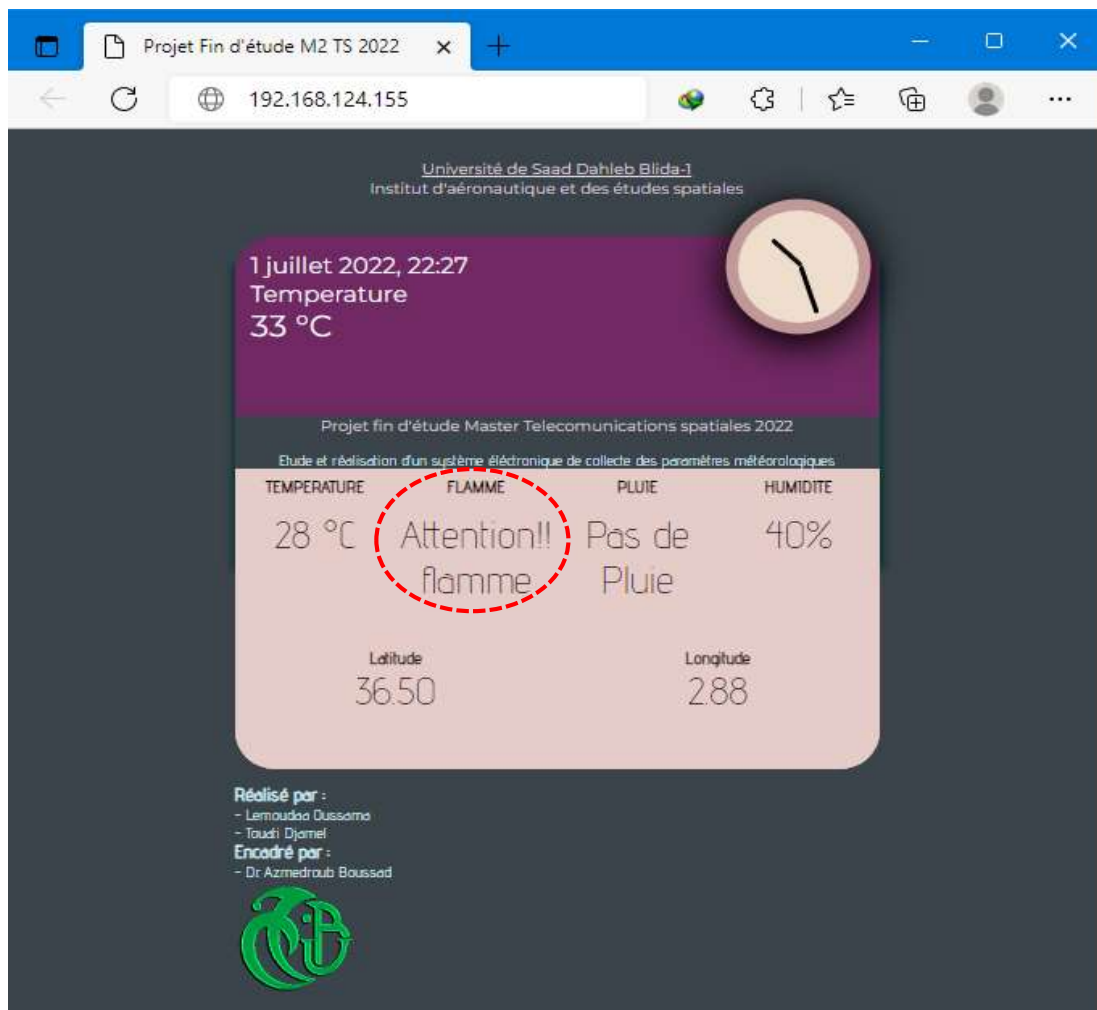 Projet Fin d'étude M2 TS 2022
192.168.124.155
Université de Saad Dahleb Blida-1
Institut d'aéronautique et des études spatiales
1 juillet 2022, 22:27
Temperature
33 °C
Projet fin d'étude Master Telecomunications spatiales 2022
Etude et réalisation d'un système éléctronique de collecte des paramètres météorologiques
TEMPERATURE FLAMME PLUIE HUMIDITE
28 °C Attention!! Pas de 40%
flamme Pluie
Latitude Longitude
36.50 2.88
Réalisé par :
- Lemoudaa Oussama
- Touati Djamel
Encadré par :
- Dr Azmedroub Boussad